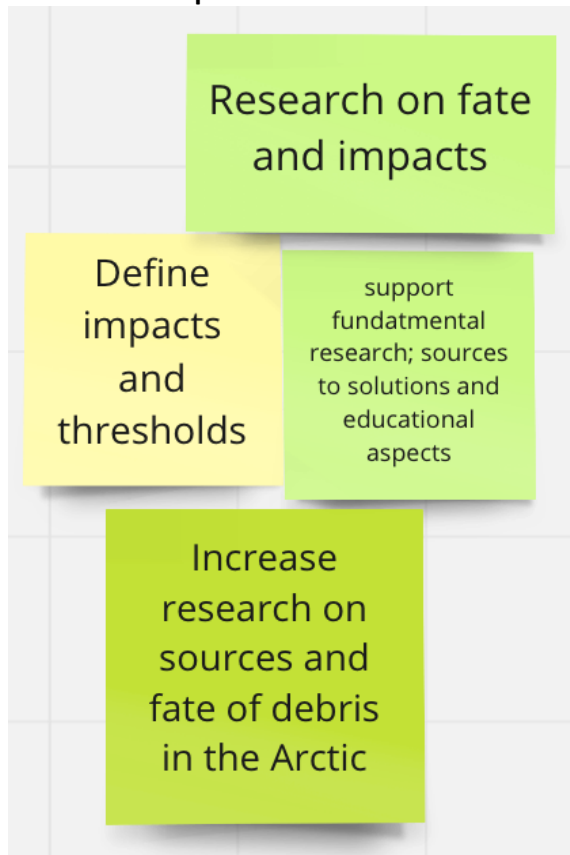 Research on fate
and impacts
Define
impacts
and
thresholds
support
fundatmental
research; sources
to solutions and
educational
aspects
Increase
research on
sources and
fate of debris
in the Arctic